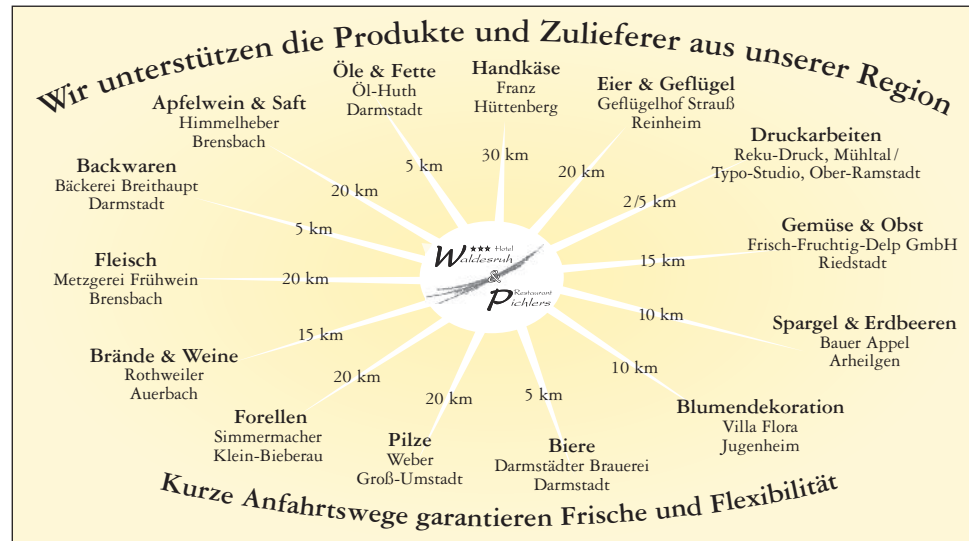 Wir unterstützen die Produkte und Zulieferer aus unserer Region
Handkäse
Franz
Hüttenberg
30 km
Eier & Geflügel
Geflügelhof Strauß
Reinheim
20 km
Druckarbeiten
Reku-Druck, Mühltal/
Typo-Studio, Ober-Ramstadt
2/5 km
Gemüse & Obst
Frisch-Fruchtig-Delp GmbH
Riedstadt
15 km
Spargel & Erdbeeren
Bauer Appel
Arheilgen
10 km
Blumendekoration
Villa Flora
Jugenheim
10 km
Biere
Darmstädter Brauerei
Darmstadt
5 km
Pilze
Weber
Groß-Umstadt
20 km
Forellen
Simmermacher
Klein-Bieberau
20 km
Brände & Weine
Rothweiler
Auerbach
15 km
Fleisch
Metzgerei Frühwein
Brensbach
20 km
Backwaren
Bäckerei Breithaupt
Darmstadt
5 km
Apfelwein & Saft
Himmelheber
Brensbach
20 km
Öle & Fette
Öl-Huth
Darmstadt
5 km
★★★ Hotel
Waldesruh
&
Restaurant
Pichlers
Kurze Anfahrtswege garantieren Frische und Flexibilität